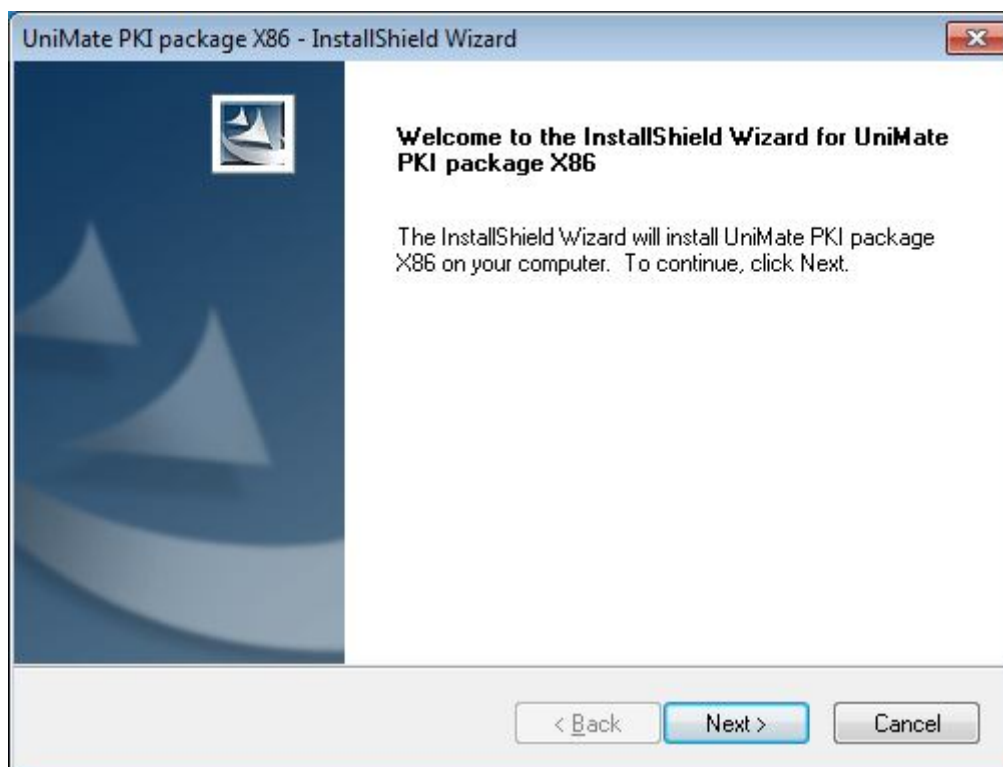 UniMate PKI package X86 - InstallShield Wizard
Welcome to the InstallShield Wizard for UniMate
PKI package X86
The InstallShield Wizard will install UniMate PKI package
X86 on your computer.  To continue, click Next.
< Back
Next >
Cancel